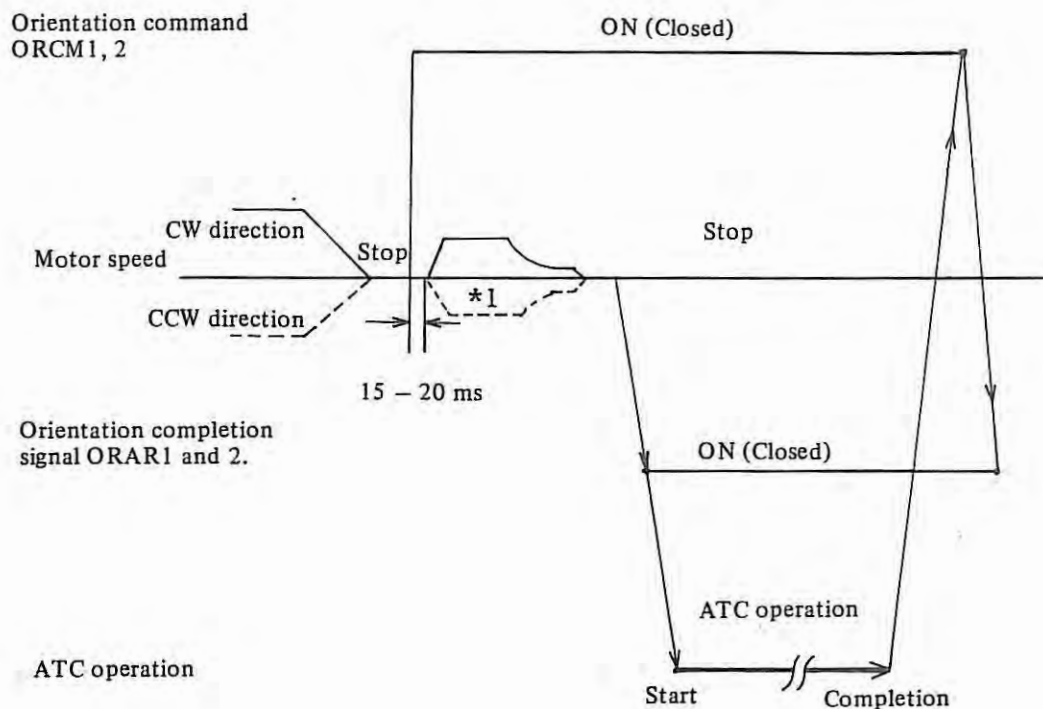 Orientation command
ORCM1, 2
ON (Closed)
CW direction
Stop
Stop
Motor speed
*1
CCW direction
15 – 20 ms
Orientation completion
signal ORAR1 and 2.
ON (Closed)
ATC operation
ATC operation
Start
Completion